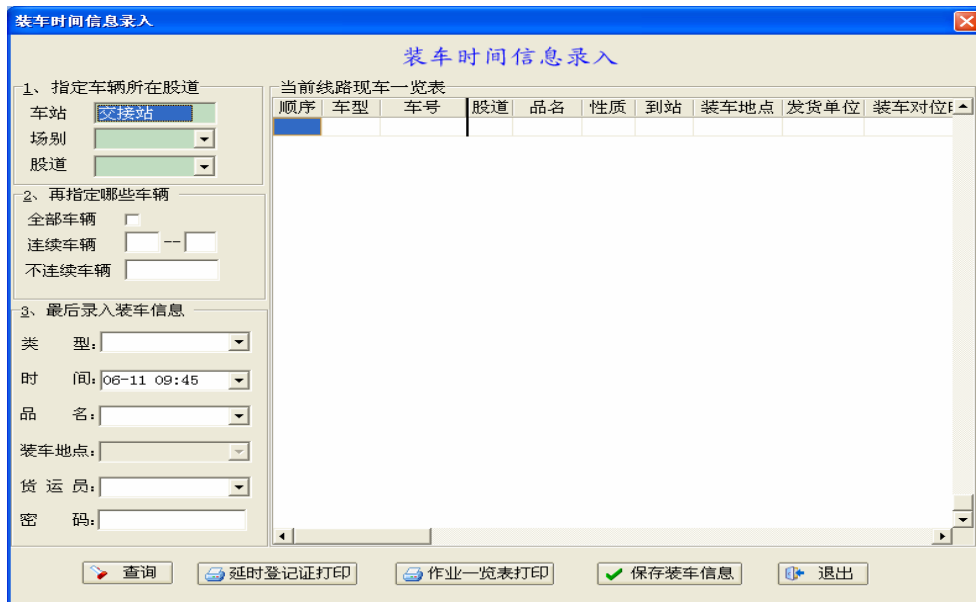 装车时间信息录入
装车时间信息录入
1、指定车辆所在股道
车站 交接站
场别
股道
2、再指定哪些车辆
全部车辆
连续车辆 --
不连续车辆
3、最后录入装车信息
类 型:
时 间: 06-11 09:45
品 名:
装车地点:
货 运 员:
密 码:
当前线路现车一览表
顺序 车型 车号 股道 品名 性质 到站 装车地点 发货单位 装车对位
查询 延时登记证打印 作业一览表打印 保存装车信息 退出